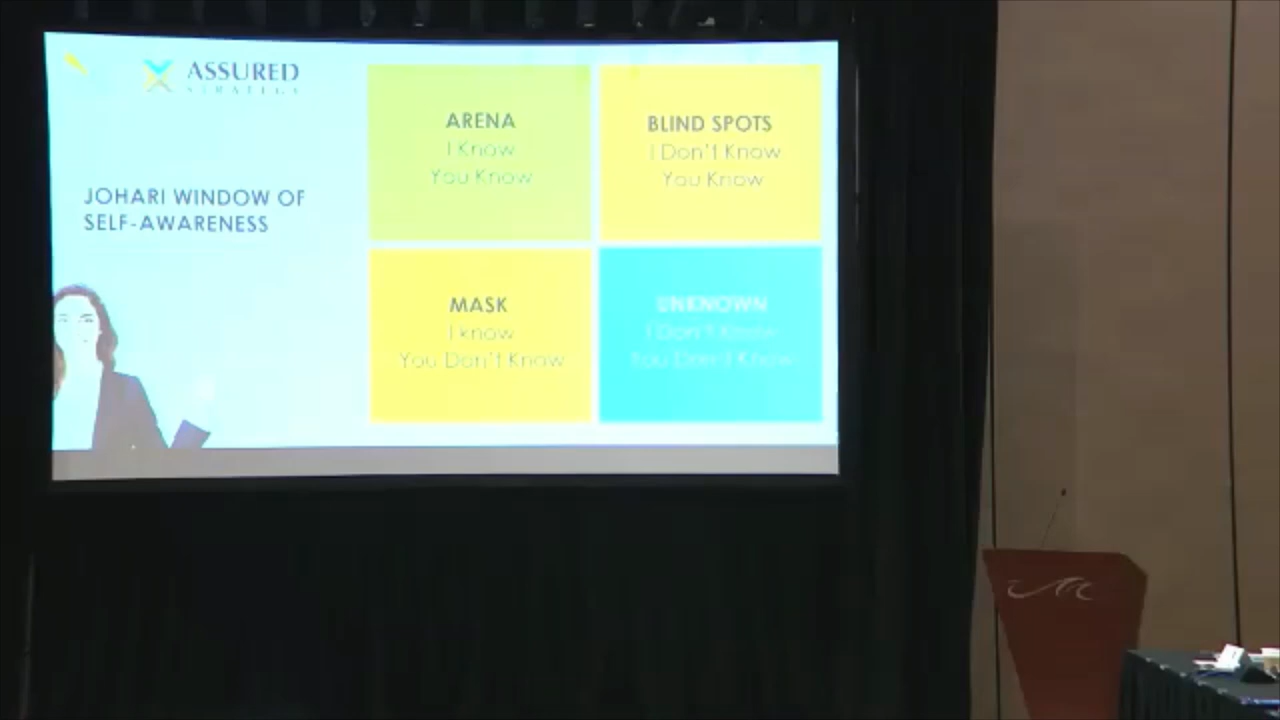 ASSURED
STRATEGY
JOHARI WINDOW OF
SELF-AWARENESS
ARENA
I Know
You Know
BLIND SPOTS
I Don't Know
You Know
MASK
I know
You Don't Know
UNKNOWN
I Don't Know
You Don't Know